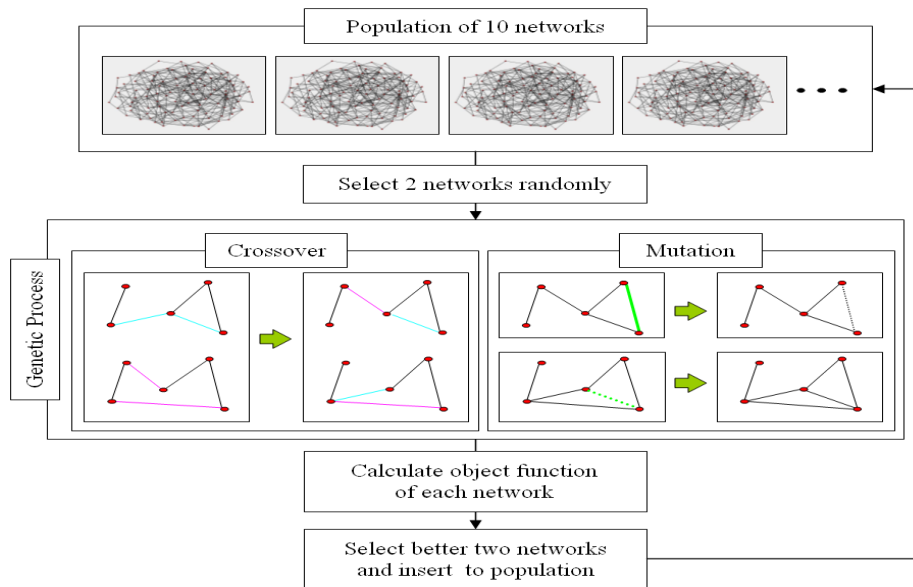 Population of 10 networks
Select 2 networks randomly
Genetic Process
Crossover
Mutation
Calculate object function
of each network
Select better two networks
and insert to population